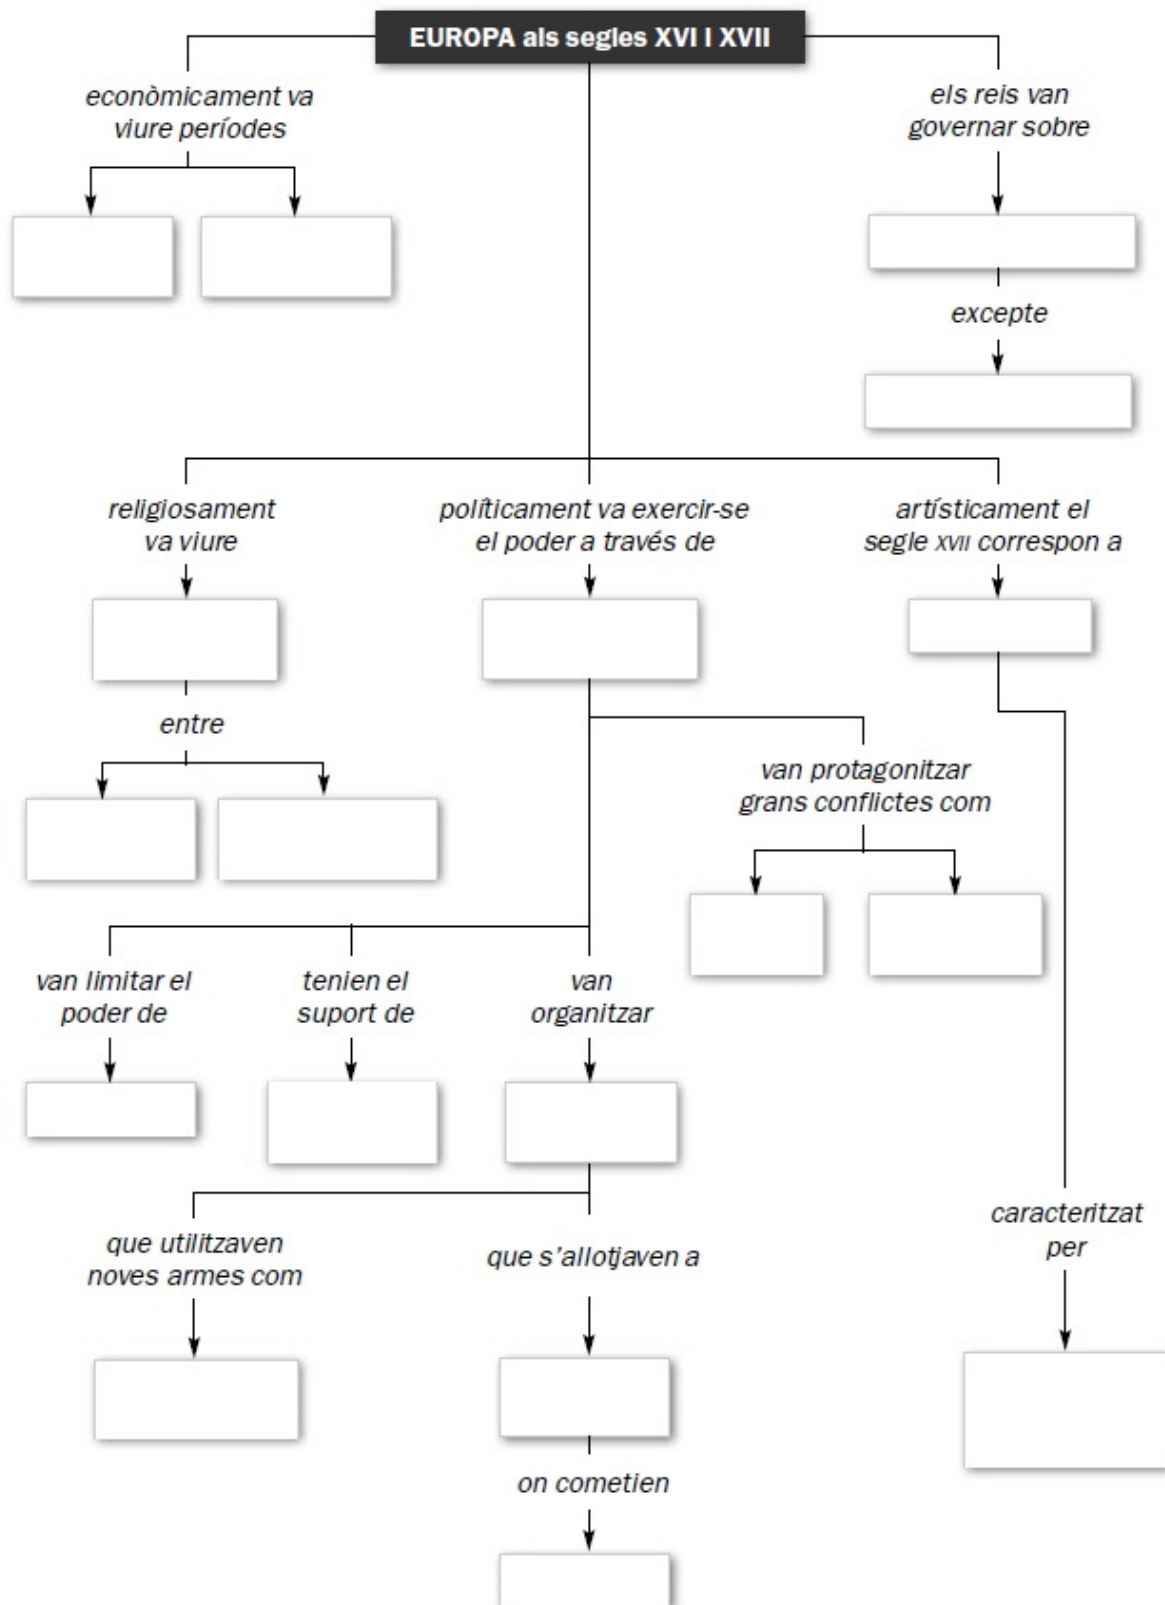 EUROPA als segles XVI I XVII
econòmicament va
viure períodes
els reis van
governar sobre
excepte
religiosament
va viure
políticament va exercir-se
el poder a través de
artísticament el
segle XVII correspon a
entre
van protagonitzar
grans conflictes com
van limitar el
poder de
tenien el
suport de
van
organitzar
que utilitzaven
noves armes com
que s'allotjaven a
caracteritzat
per
on cometien